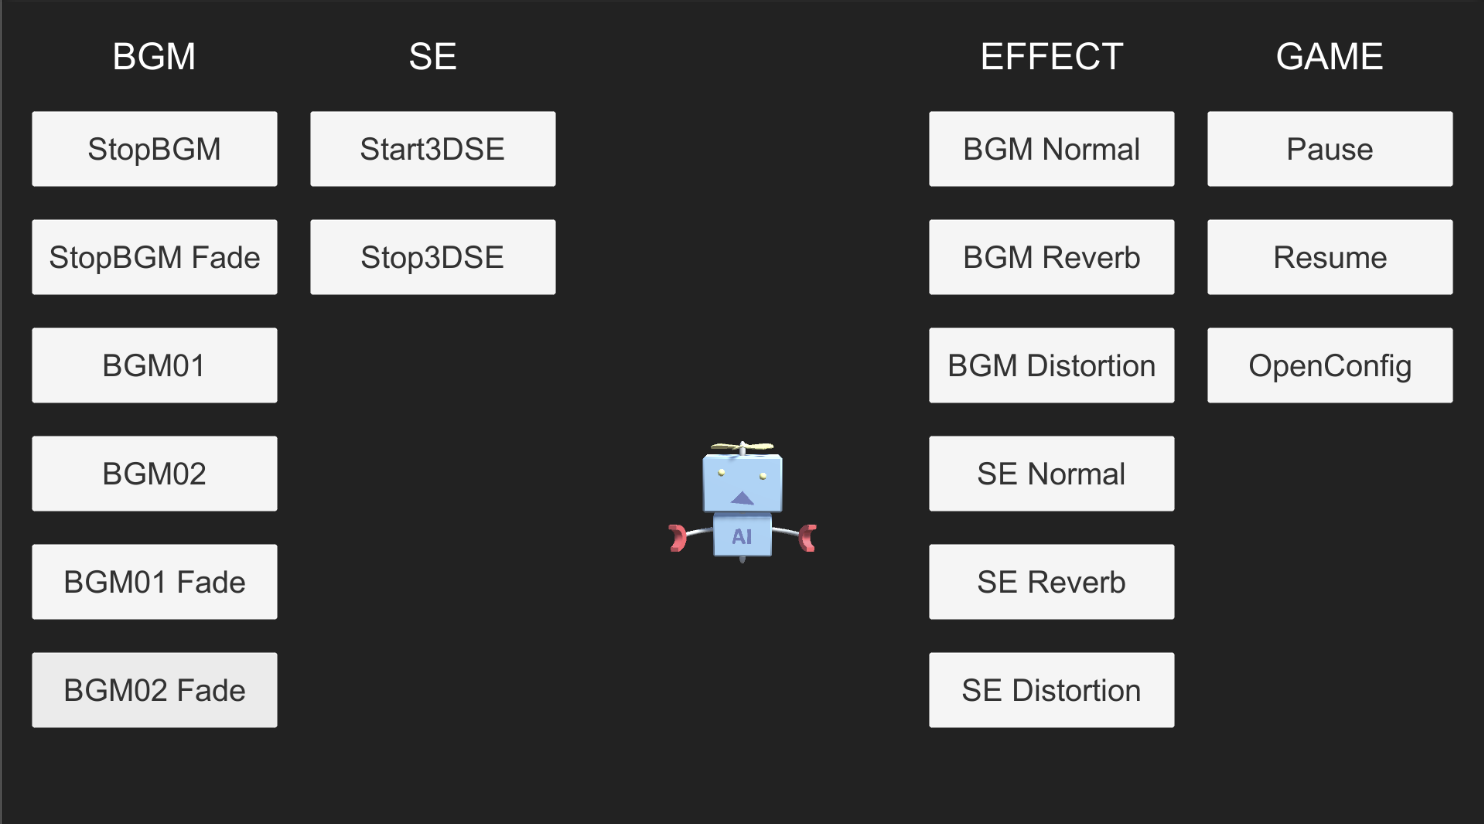 BGM
StopBGM
StopBGM Fade
BGM01
BGM02
BGM01 Fade
BGM02 Fade
SE
Start3DSE
Stop3DSE
AI
EFFECT
BGM Normal
BGM Reverb
BGM Distortion
SE Normal
SE Reverb
SE Distortion
GAME
Pause
Resume
OpenConfig